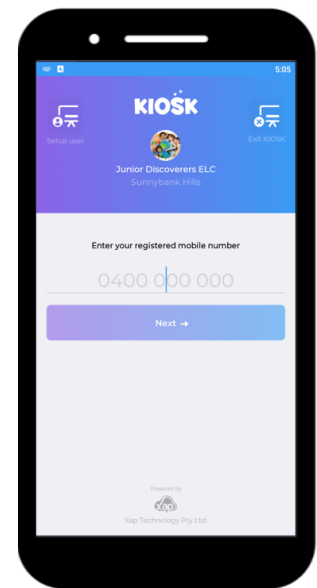 5:05
KIOSK
Setup user
Exit KIOSK
Junior Discoverers ELC
Sunnybank Hills
Enter your registered mobile number
0400 000 000
Next →
Powered by
xap
Xap Technology Pty Ltd.